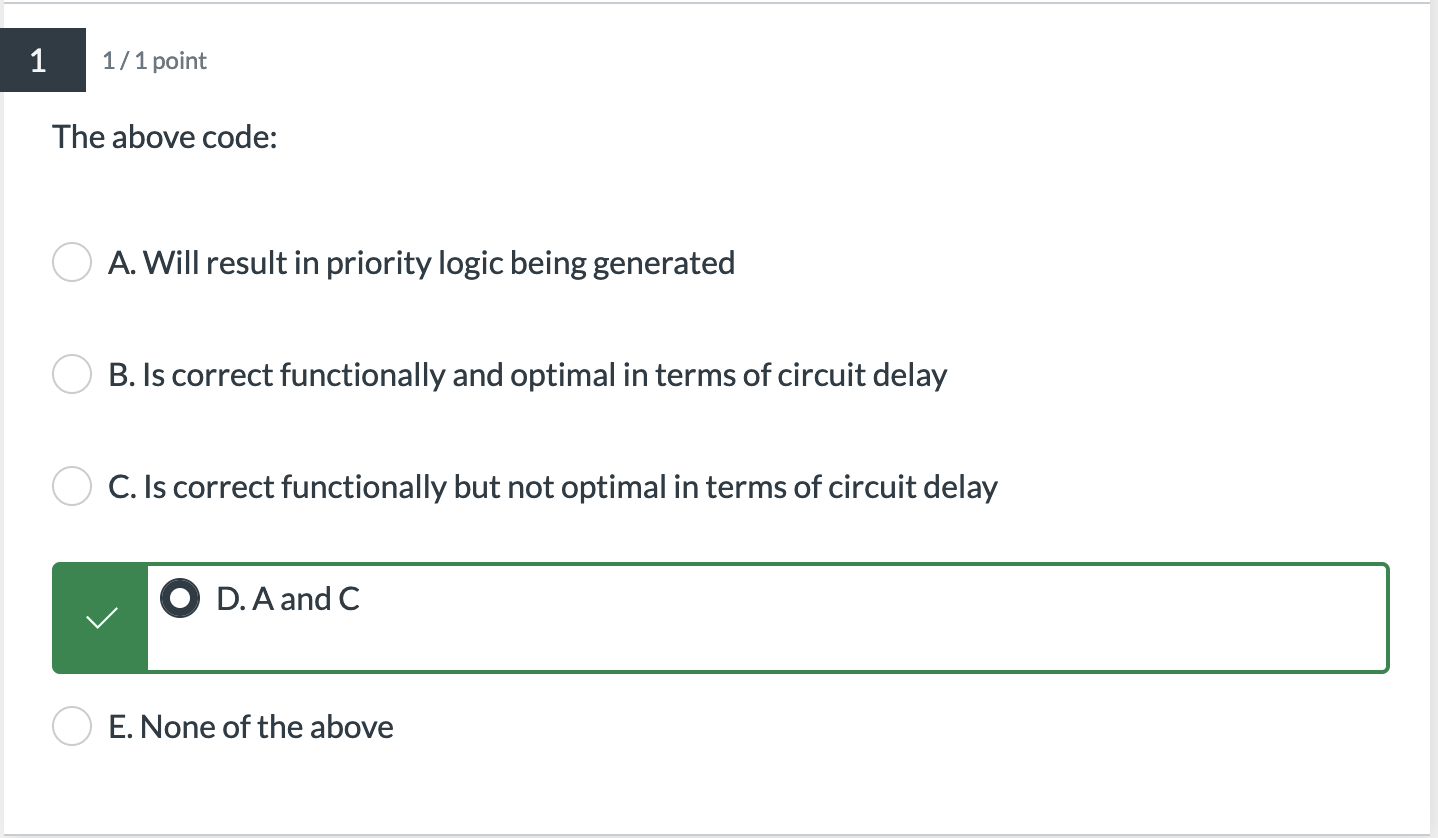 1
1 / 1 point
The above code:
A. Will result in priority logic being generated
B. Is correct functionally and optimal in terms of circuit delay
C. Is correct functionally but not optimal in terms of circuit delay
D. A and C
E. None of the above